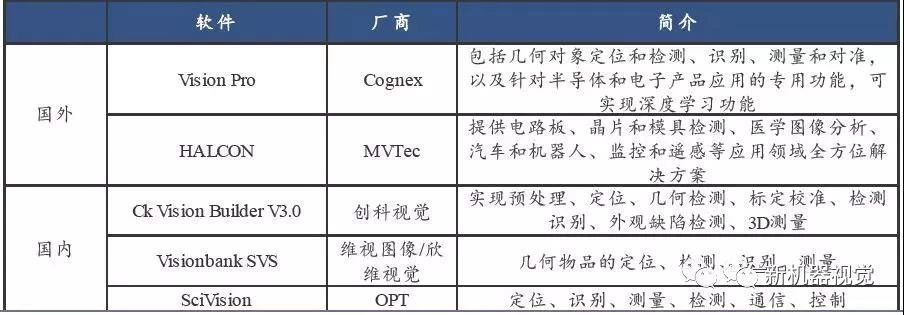 软件 厂商 简介
国外
Vision Pro
Cognex
包括几何对象定位和检测、识别、测量和对准，
以及针对半导体和电子产品应用的专用功能，可
实现深度学习功能
HALCON
MVTec
提供电路板、晶片和模具检测、医学图像分析、
汽车和机器人、监控和遥感等应用领域全方位解
决方案
国内
Ck Vision Builder V3.0
创科视觉
实现预处理、定位、几何检测、标定校准、检测
识别、外观缺陷检测、3D测量
Visionbank SVS
维视图像/欣
维视觉
几何物品的定位、检测、识别、测量
SciVision
OPT
定位、识别、测量、检测、通信、控制
新机器视觉